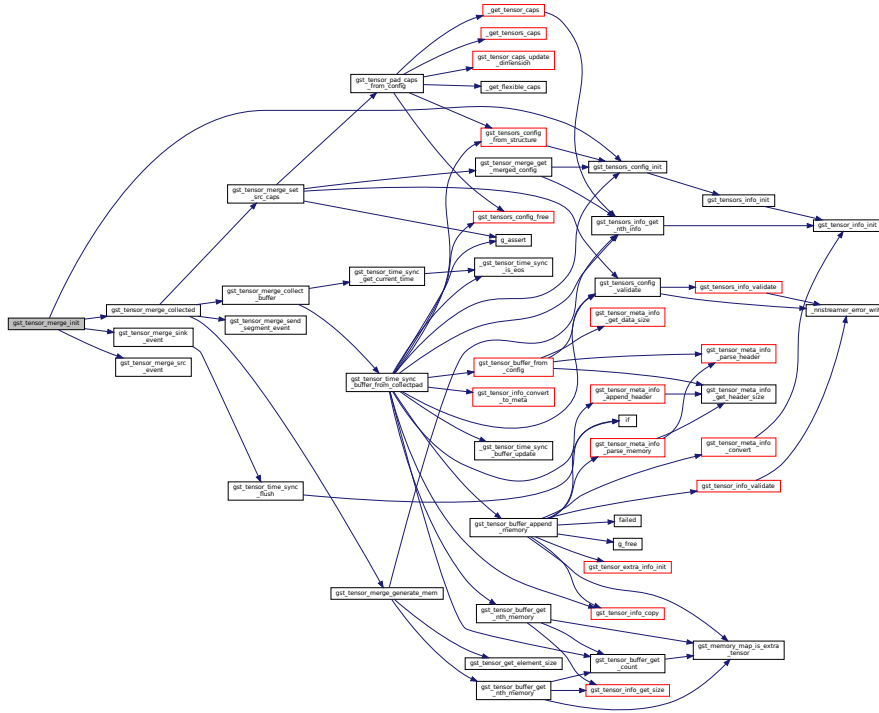 _get_tensor_caps
_get_tensors_caps
gst_tensor_caps_update
_dimension
gst_tensor_pad_caps
_from_config
_get_flexible_caps
gst_tensors_config
_from_structure
gst_tensor_merge_get
_merged_config
gst_tensors_config_init
gst_tensor_merge_set
_src_caps
gst_tensors_info_init
gst_tensors_config_free
gst_tensors_info_get
_nth_info
gst_tensor_info_init
g_assert
_gst_tensor_time_sync
_is_eos
gst_tensor_time_sync
_get_current_time
gst_tensors_config
_validate
gst_tensors_info_validate
gst_tensor_merge_collect
_buffer
gst_tensor_merge_collected
_nnstreamer_error_write
gst_tensor_merge_init
gst_tensor_merge_send
_segment_event
gst_tensor_meta_info
_get_data_size
gst_tensor_merge_sink
_event
gst_tensor_meta_info
_parse_header
gst_tensor_merge_src
_event
gst_tensor_buffer_from
_config
gst_tensor_time_sync
_buffer_from_collectpad
gst_tensor_info_convert
_to_meta
gst_tensor_meta_info
_append_header
gst_tensor_meta_info
_get_header_size
if
_gst_tensor_time_sync
_buffer_update
gst_tensor_meta_info
_parse_memory
gst_tensor_meta_info
_convert
gst_tensor_time_sync
_flush
gst_tensor_info_validate
gst_tensor_buffer_append
_memory
failed
g_free
gst_tensor_extra_info_init
gst_tensor_merge_generate_mem
gst_tensor_buffer_get
_nth_memory
gst_tensor_info_copy
gst_memory_map_is_extra
_tensor
gst_tensor_get_element_size
gst_tensor_buffer_get
_count
gst_tensor_buffer_get
_nth_memory
gst_tensor_info_get_size